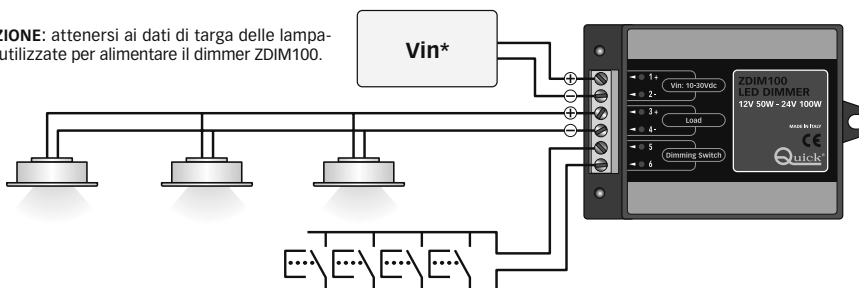 ZIONE: attenersi ai dati di targa delle lampa-
utilizzate per alimentare il dimmer ZDIM100.
Vin*
+
−
+
−
1+
2-
3+
4-
5
6
Vin: 10-30Vdc
Load
Dimming Switch
ZDIM100
LED DIMMER
12V 50W - 24V 100W
MADE IN ITALY
CE
Quick®